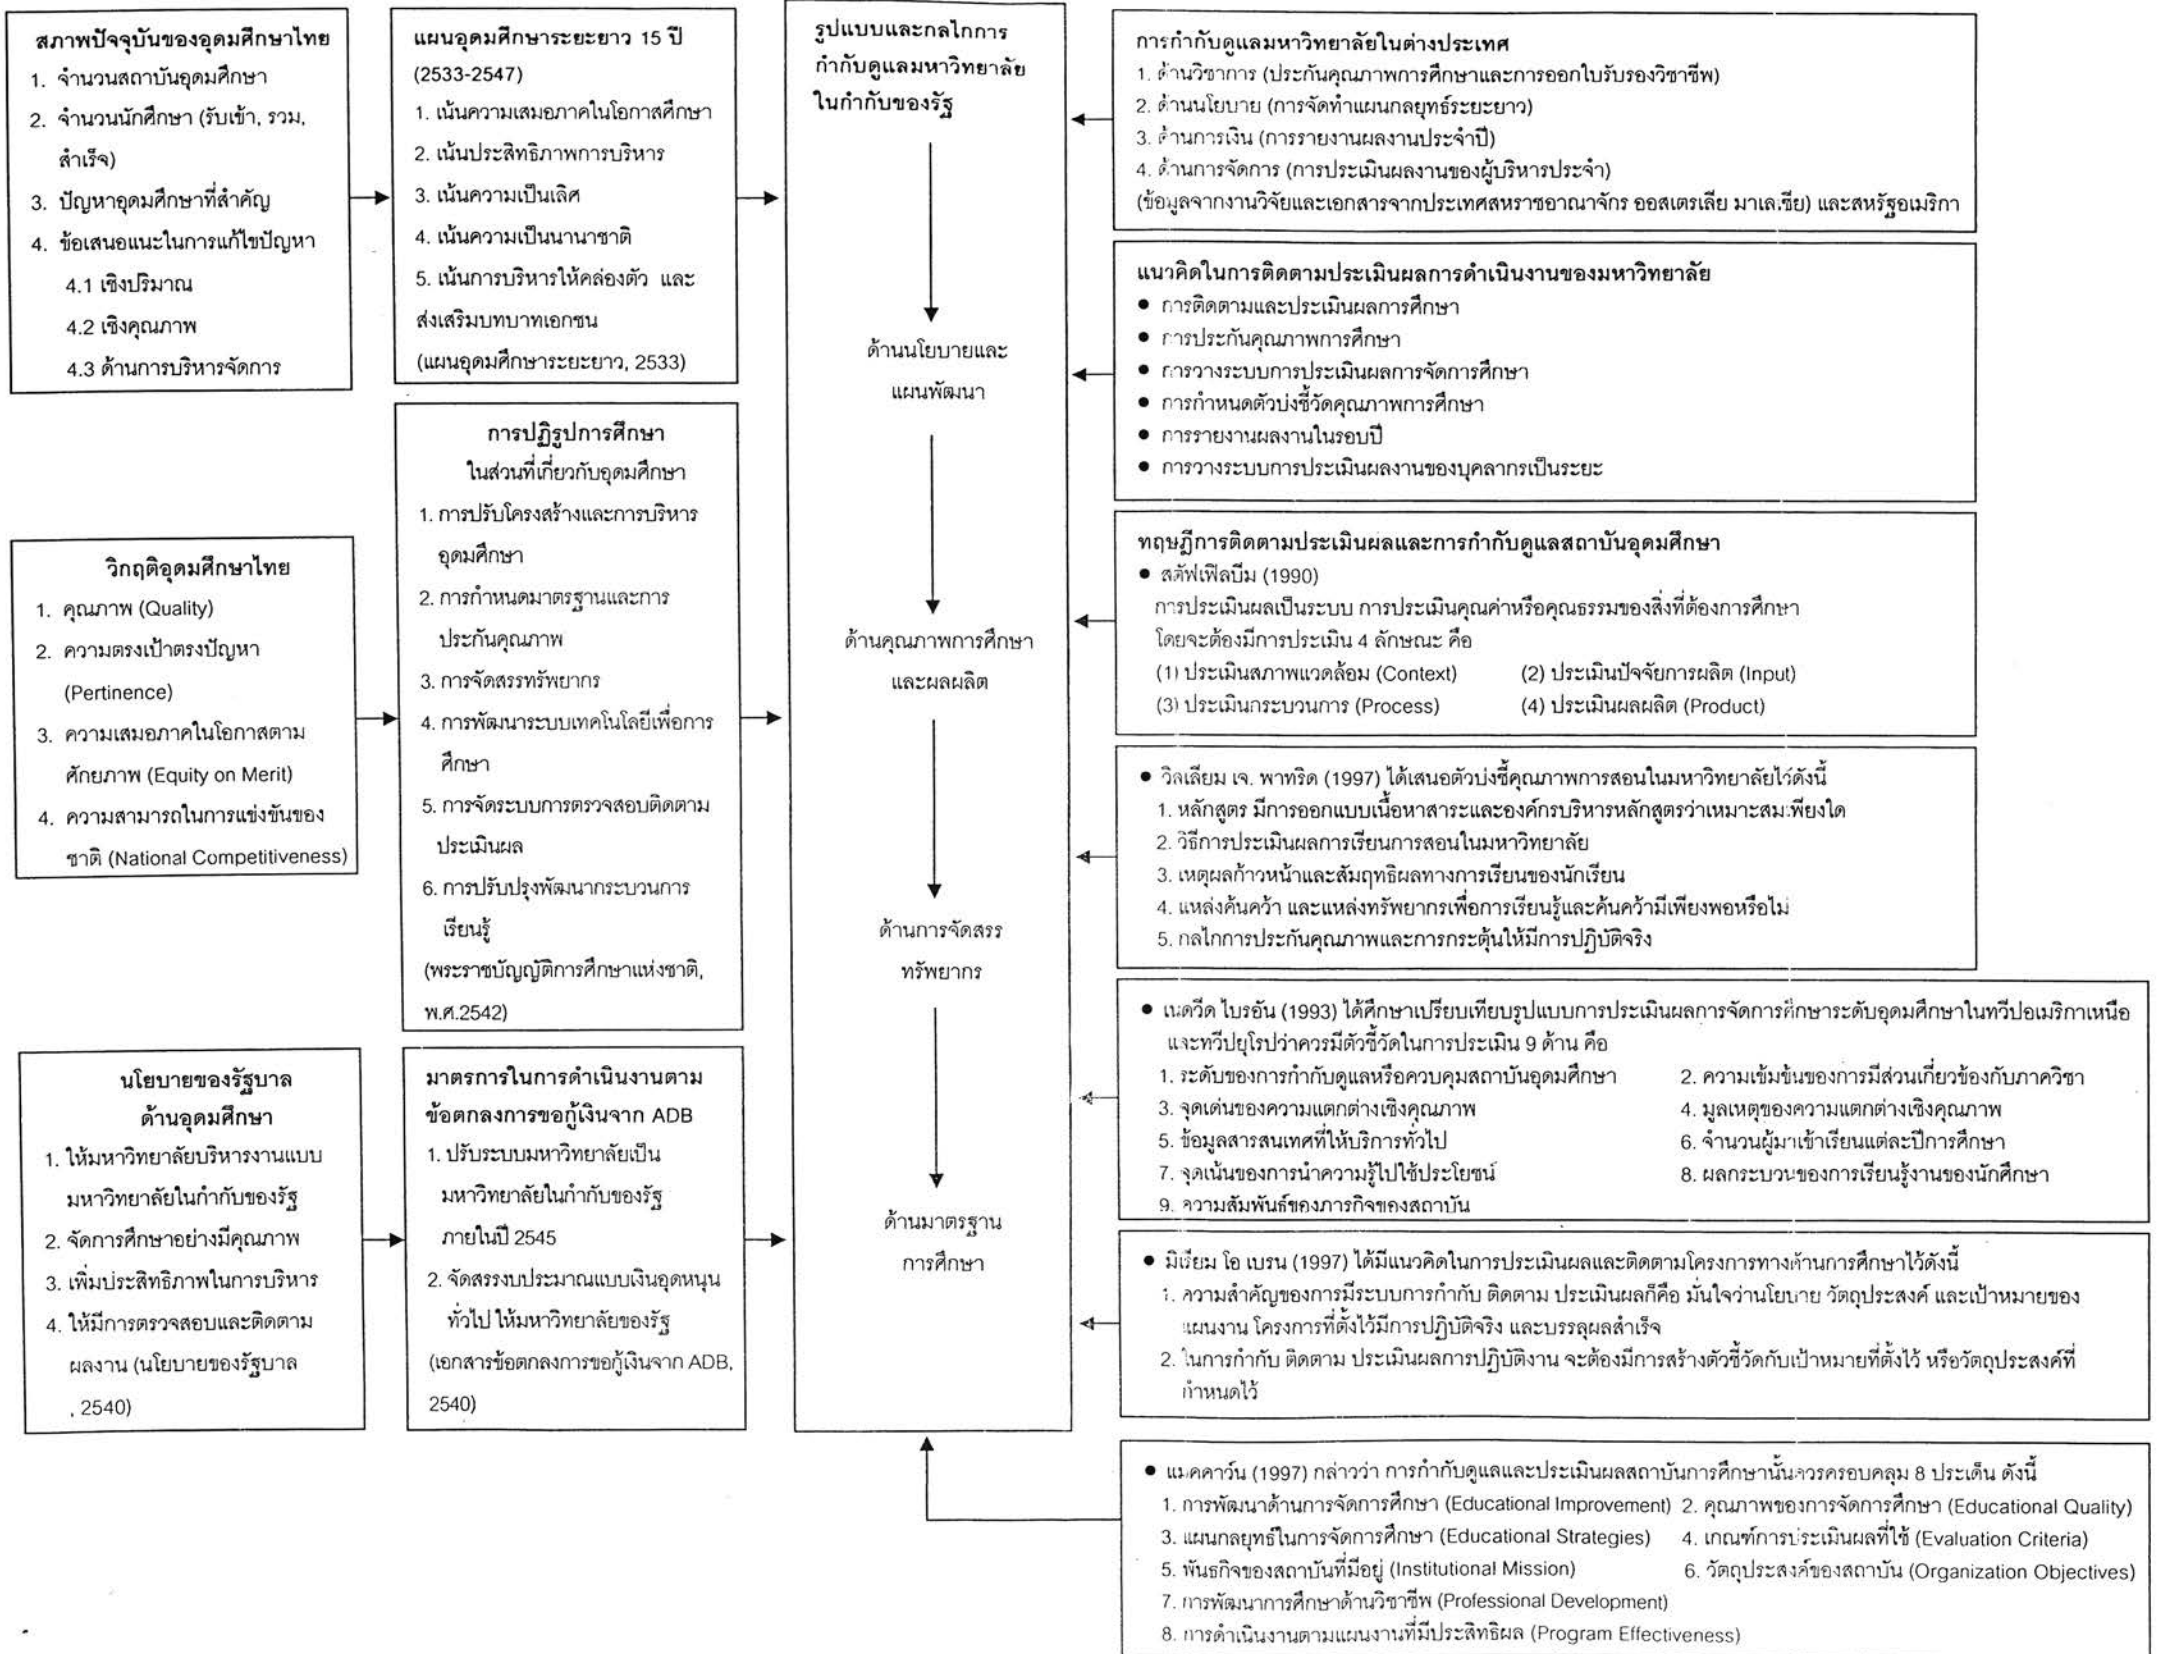 สภาพปัจจุบันของอุดมศึกษาไทย
1. จำนวนสถาบันอุดมศึกษา
2. จำนวนนักศึกษา (รับเข้า, รวม,
สำเร็จ)
3. ปัญหาอุดมศึกษาที่สำคัญ
4. ข้อเสนอแนะในการแก้ไขปัญหา
4.1 เชิงปริมาณ
4.2 เชิงคุณภาพ
4.3 ด้านการบริหารจัดการ
วิกฤติอุดมศึกษาไทย
1. คุณภาพ (Quality)
2. ความตรงเป้าตรงปัญหา
(Pertinence)
3. ความเสมอภาคในโอกาสตาม
ศักยภาพ (Equity on Merit)
4. ความสามารถในการแข่งขันของ
ชาติ (National Competitiveness)
นโยบายของรัฐบาล
ด้านอุดมศึกษา
1. ให้มหาวิทยาลัยบริหารงานแบบ
มหาวิทยาลัยในกำกับของรัฐ
2. จัดการศึกษาอย่างมีคุณภาพ
3. เพิ่มประสิทธิภาพในการบริหาร
4. ให้มีการตรวจสอบและติดตาม
ผลงาน (นโยบายของรัฐบาล
, 2540)
แผนอุดมศึกษาระยะยาว 15 ปี
(2533-2547)
1. เน้นความเสมอภาคในโอกาสศึกษา
2. เน้นประสิทธิภาพการบริหาร
3. เน้นความเป็นเลิศ
4. เน้นความเป็นนานาชาติ
5. เน้นการบริหารให้คล่องตัว และ
ส่งเสริมบทบาทเอกชน
(แผนอุดมศึกษาระยะยาว, 2533)
การปฏิรูปการศึกษา
ในส่วนที่เกี่ยวกับอุดมศึกษา
1. การปรับโครงสร้างและการบริหาร
อุดมศึกษา
2. การกำหนดมาตรฐานและการ
ประกันคุณภาพ
3. การจัดสรรทรัพยากร
4. การพัฒนาระบบเทคโนโลยีเพื่อการ
ศึกษา
5. การจัดระบบการตรวจสอบติดตาม
ประเมินผล
6. การปรับปรุงพัฒนากระบวนการ
เรียนรู้
(พระราชบัญญัติการศึกษาแห่งชาติ,
พ.ศ.2542)
มาตรการในการดำเนินงานตาม
ข้อตกลงการขอกู้เงินจาก ADB
1. ปรับระบบมหาวิทยาลัยเป็น
มหาวิทยาลัยในกำกับของรัฐ
ภายในปี 2545
2. จัดสรรงบประมาณแบบเงินอุดหนุน
ทั่วไป ให้มหาวิทยาลัยของรัฐ
(เอกสารข้อตกลงการขอกู้เงินจาก ADB,
2540)
รูปแบบและกลไกการ
กำกับดูแลมหาวิทยาลัย
ในกำกับของรัฐ
ด้านนโยบายและ
แผนพัฒนา
ด้านคุณภาพการศึกษา
และผลผลิต
ด้านการจัดสรร
ทรัพยากร
ด้านมาตรฐาน
การศึกษา
การกำกับดูแลมหาวิทยาลัยในต่างประเทศ
1. ด้านวิชาการ (ประกันคุณภาพการศึกษาและการออกใบรับรองวิชาชีพ)
2. ด้านนโยบาย (การจัดทำแผนกลยุทธ์ระยะยาว)
3. ด้านการเงิน (การรายงานผลงานประจำปี)
4. ด้านการจัดการ (การประเมินผลงานของผู้บริหารประจำ)
(ข้อมูลจากงานวิจัยและเอกสารจากประเทศสหราชอาณาจักร ออสเตรเลีย มาเลเซีย) และสหรัฐอเมริกา
แนวคิดในการติดตามประเมินผลการดำเนินงานของมหาวิทยาลัย
● การติดตามและประเมินผลการศึกษา
● การประกันคุณภาพการศึกษา
● การวางระบบการประเมินผลการจัดการศึกษา
● การกำหนดตัวบ่งชี้วัดคุณภาพการศึกษา
● การรายงานผลงานในรอบปี
● การวางระบบการประเมินผลงานของบุคลากรเป็นระยะ
ทฤษฎีการติดตามประเมินผลและการกำกับดูแลสถาบันอุดมศึกษา
● สตัฟเฟิลบีม (1990)
การประเมินผลเป็นระบบ การประเมินคุณค่าหรือคุณธรรมของสิ่งที่ต้องการศึกษา
โดยจะต้องมีการประเมิน 4 ลักษณะ คือ
(1) ประเมินสภาพแวดล้อม (Context) (2) ประเมินปัจจัยการผลิต (Input)
(3) ประเมินกระบวนการ (Process) (4) ประเมินผลผลิต (Product)
● วิลเลียม เจ. พาทริด (1997) ได้เสนอตัวบ่งชี้คุณภาพการสอนในมหาวิทยาลัยไว้ดังนี้
1. หลักสูตร มีการออกแบบเนื้อหาสาระและองค์กรบริหารหลักสูตรว่าเหมาะสมเพียงใด
2. วิธีการประเมินผลการเรียนการสอนในมหาวิทยาลัย
3. เหตุผลก้าวหน้าและสัมฤทธิผลทางการเรียนของนักเรียน
4. แหล่งค้นคว้า และแหล่งทรัพยากรเพื่อการเรียนรู้และค้นคว้ามีเพียงพอหรือไม่
5. กลไกการประกันคุณภาพและการกระตุ้นให้มีการปฏิบัติจริง
● เนดวีด ไบรอัน (1993) ได้ศึกษาเปรียบเทียบรูปแบบการประเมินผลการจัดการศึกษาระดับอุดมศึกษาในทวีปอเมริกาเหนือ
และทวีปยุโรปว่าควรมีตัวชี้วัดในการประเมิน 9 ด้าน คือ
1. ระดับของการกำกับดูแลหรือควบคุมสถาบันอุดมศึกษา 2. ความเข้มข้นของการมีส่วนเกี่ยวข้องกับภาควิชา
3. จุดเด่นของความแตกต่างเชิงคุณภาพ 4. มูลเหตุของความแตกต่างเชิงคุณภาพ
5. ข้อมูลสารสนเทศที่ให้บริการทั่วไป 6. จำนวนผู้มาเข้าเรียนแต่ละปีการศึกษา
7. จุดเน้นของการนำความรู้ไปใช้ประโยชน์ 8. ผลกระบวนของการเรียนรู้งานของนักศึกษา
9. ความสัมพันธ์ของภารกิจของสถาบัน
● มิเรียม โอ เบรน (1997) ได้มีแนวคิดในการประเมินผลและติดตามโครงการทางด้านการศึกษาไว้ดังนี้
1. ความสำคัญของการมีระบบการกำกับ ติดตาม ประเมินผลก็คือ มั่นใจว่านโยบาย วัตถุประสงค์ และเป้าหมายของ
แผนงาน โครงการที่ตั้งไว้มีการปฏิบัติจริง และบรรลุผลสำเร็จ
2. ในการกำกับ ติดตาม ประเมินผลการปฏิบัติงาน จะต้องมีการสร้างตัวชี้วัดกับเป้าหมายที่ตั้งไว้ หรือวัตถุประสงค์ที่
กำหนดไว้
● แมคคาว์น (1997) กล่าวว่า การกำกับดูแลและประเมินผลสถาบันการศึกษานั้นควรครอบคลุม 8 ประเด็น ดังนี้
1. การพัฒนาด้านการจัดการศึกษา (Educational Improvement) 2. คุณภาพของการจัดการศึกษา (Educational Quality)
3. แผนกลยุทธ์ในการจัดการศึกษา (Educational Strategies) 4. เกณฑ์การประเมินผลที่ใช้ (Evaluation Criteria)
5. พันธกิจของสถาบันที่มีอยู่ (Institutional Mission) 6. วัตถุประสงค์ของสถาบัน (Organization Objectives)
7. การพัฒนาการศึกษาด้านวิชาชีพ (Professional Development)
8. การดำเนินงานตามแผนงานที่มีประสิทธิผล (Program Effectiveness)